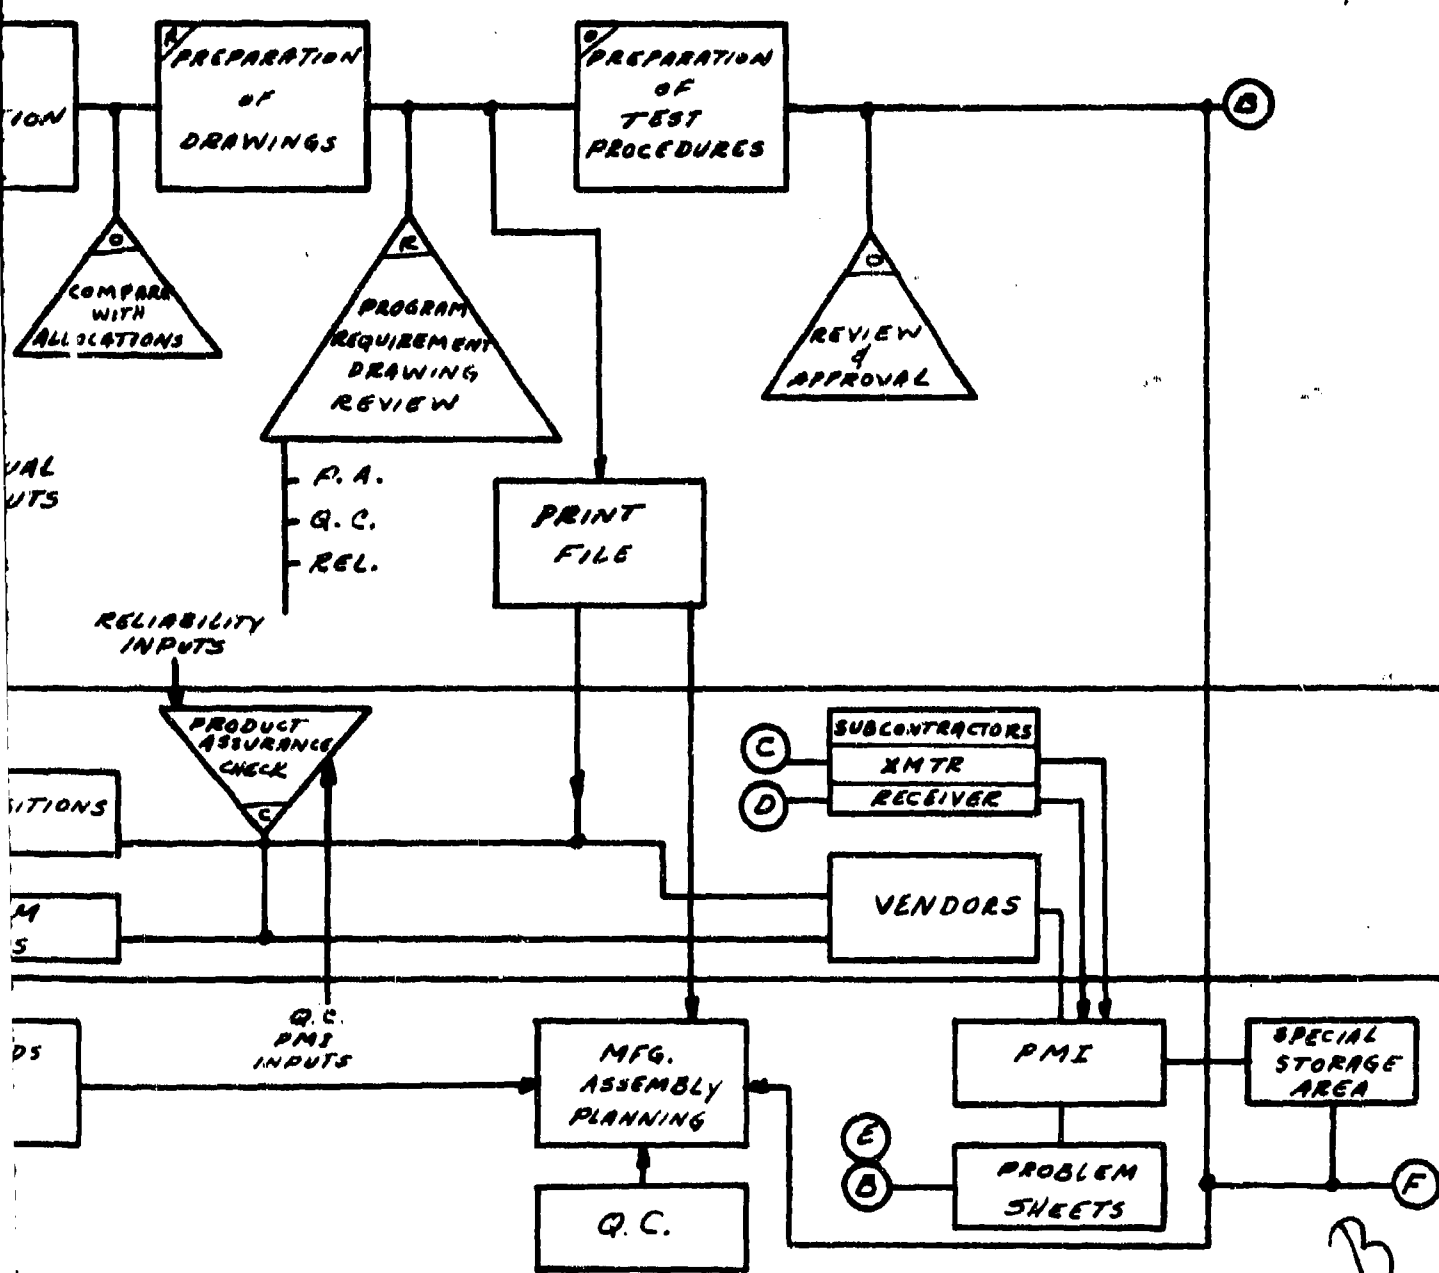 TION
R
PREPARATION
OF
DRAWINGS
O
PREPARATION
OF
TEST
PROCEDURES
B
O
COMPARE
WITH
ALLOCATIONS
R
PROGRAM
REQUIREMENT
DRAWING
REVIEW
O
REVIEW
&
APPROVAL
UAL
UTS
P.A.
Q.C.
REL.
PRINT
FILE
RELIABILITY
INPUTS
PRODUCT
ASSURANCE
CHECK
C
C
D
SUBCONTRACTORS
XMTR
RECEIVER
SITIONS
VENDORS
M
S
Q.C.
PMI
INPUTS
DS
MFG.
ASSEMBLY
PLANNING
PMI
SPECIAL
STORAGE
AREA
E
B
PROBLEM
SHEETS
F
Q.C.
B